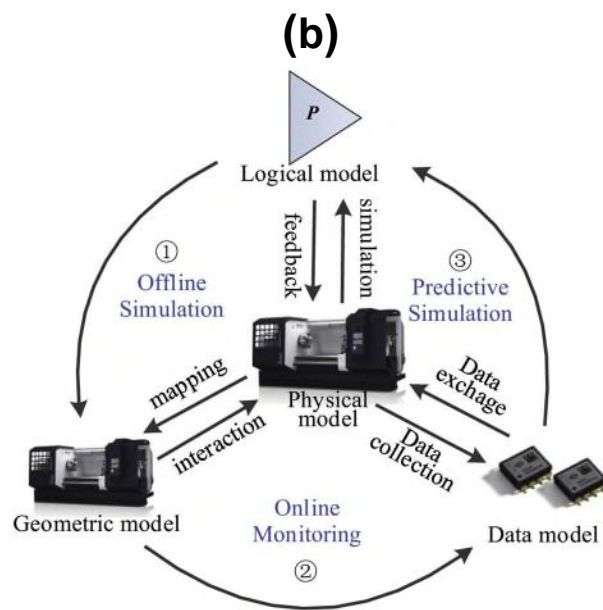 (b)
P
Logical model
feedback
simulation
①
Offline
Simulation
③
Predictive
Simulation
mapping
interaction
Physical
model
Data
exchage
Data
collection
Geometric model
Online
Monitoring
②
Data model